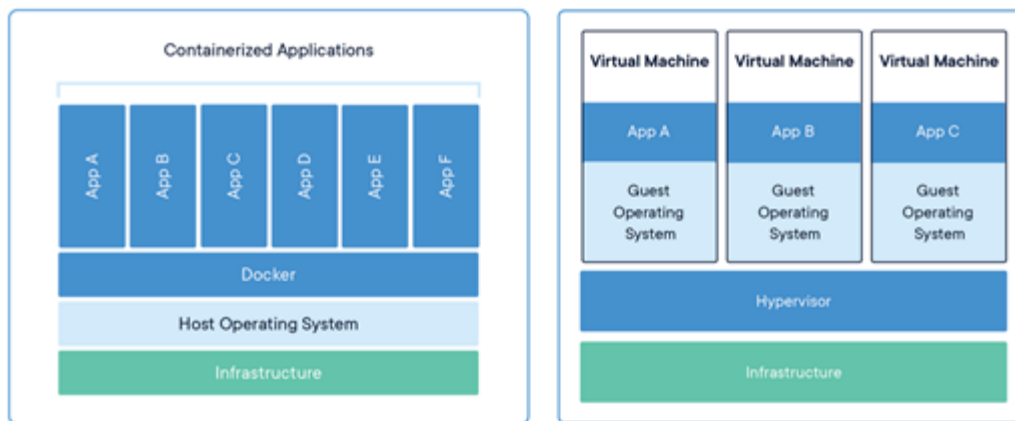 Containerized Applications
App A
App B
App C
App D
App E
App F
Docker
Host Operating System
Infrastructure
Virtual Machine
App A
Guest
Operating
System
Virtual Machine
App B
Guest
Operating
System
Virtual Machine
App C
Guest
Operating
System
Hypervisor
Infrastructure